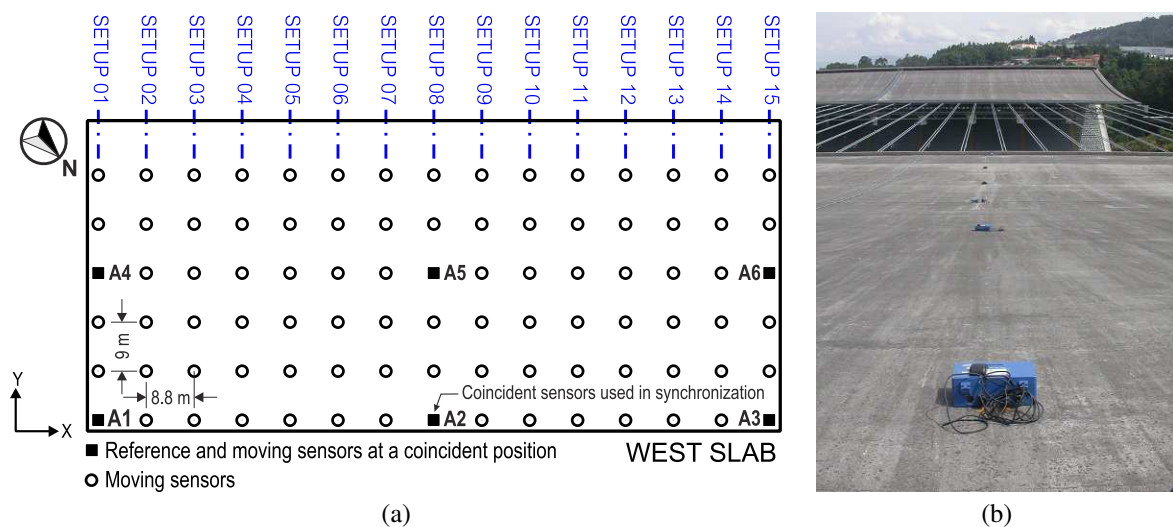 SETUP 01
SETUP 02
SETUP 03
SETUP 04
SETUP 05
SETUP 06
SETUP 07
SETUP 08
SETUP 09
SETUP 10
SETUP 11
SETUP 12
SETUP 13
SETUP 14
SETUP 15
N
A4
A5
A6
9 m
8.8 m
Coincident sensors used in synchronization
Y
A1
A2
A3
X
Reference and moving sensors at a coincident position
WEST SLAB
Moving sensors
(a)
(b)